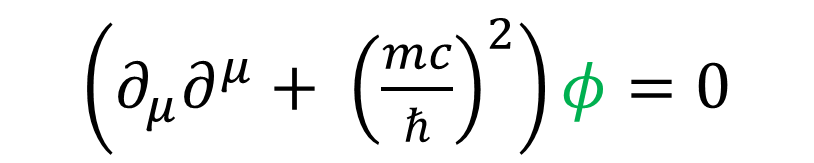 (∂_μ∂^μ + (mc/ħ)^2) ϕ = 0